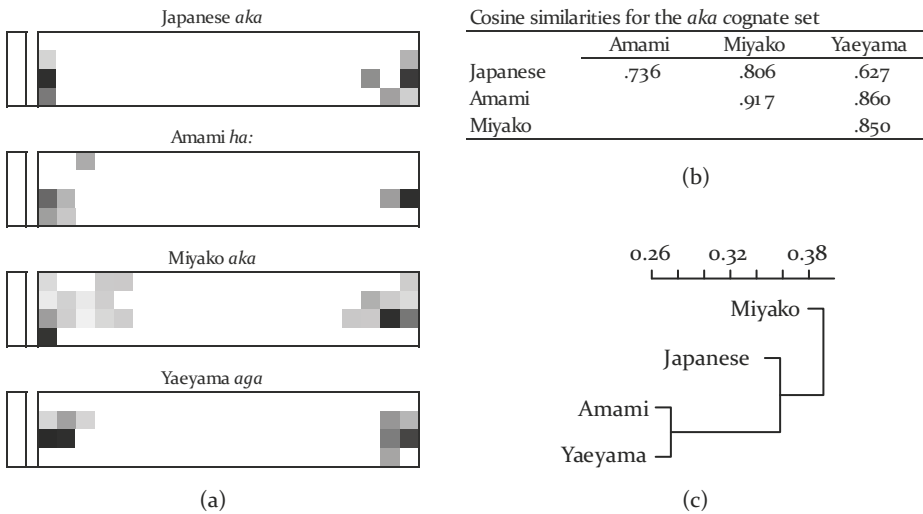 Japanese aka
Amami ha:
Miyako aka
Yaeyama aga
(a)
Cosine similarities for the aka cognate set
Amami Miyako Yaeyama
Japanese .736 .806 .627
Amami .917 .860
Miyako .850
(b)
0.26 0.32 0.38
Miyako
Japanese
Amami
Yaeyama
(c)